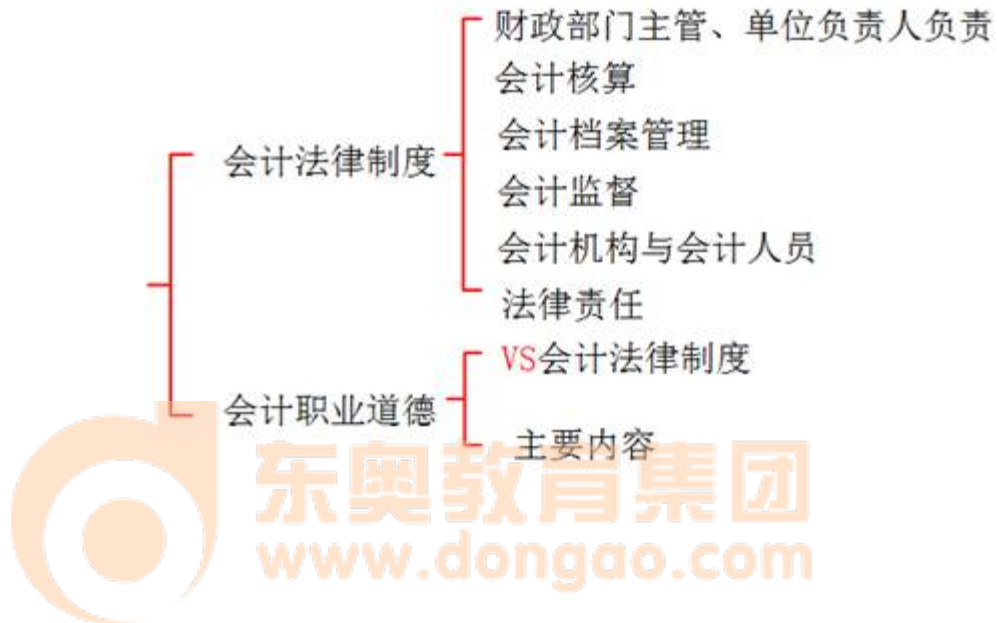 财政部门主管、单位负责人负责
会计核算
会计档案管理
会计法律制度
会计监督
会计机构与会计人员
法律责任
VS会计法律制度
会计职业道德
主要内容
东奥教育集团
www.dongao.com